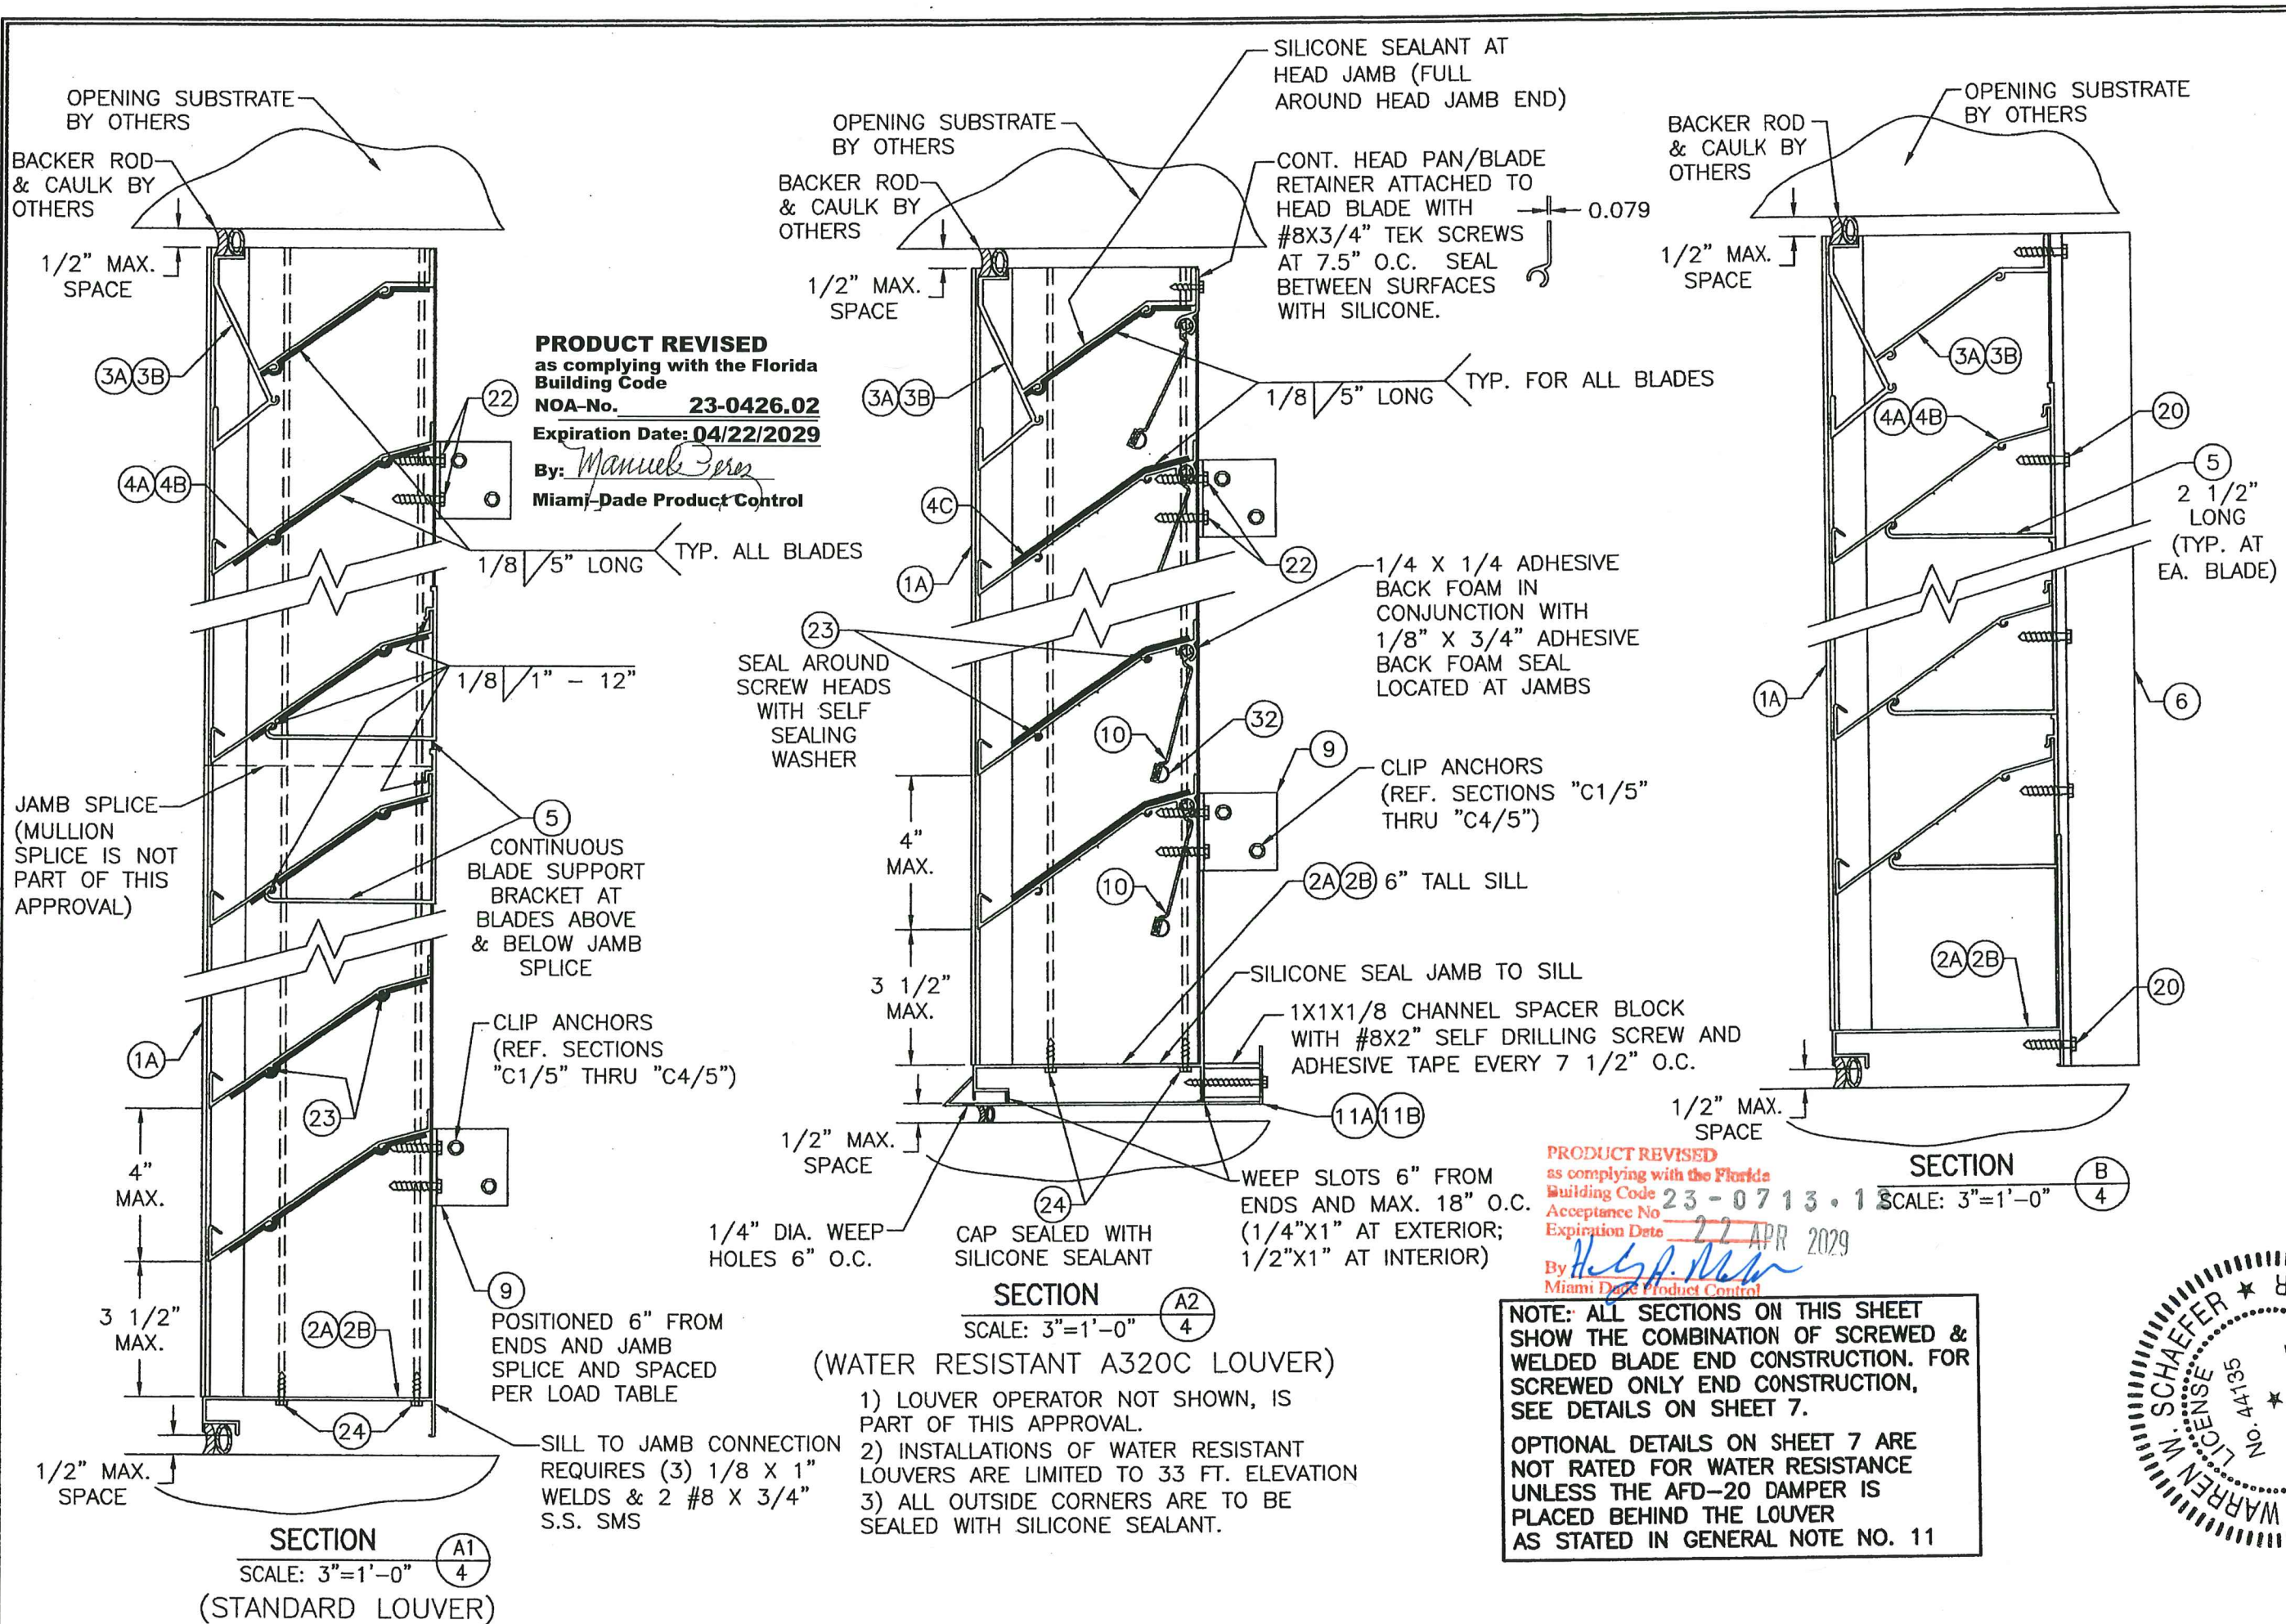 OPENING SUBSTRATE
BY OTHERS
BACKER ROD
& CAULK BY
OTHERS
1/2" MAX.
SPACE
3A 3B
4A 4B
22
1/8 5" LONG
TYP. ALL BLADES
1/8 1" - 12"
JAMB SPLICE
(MULLION
SPLICE IS NOT
PART OF THIS
APPROVAL)
5
CONTINUOUS
BLADE SUPPORT
BRACKET AT
BLADES ABOVE
& BELOW JAMB
SPLICE
1A
23
CLIP ANCHORS
(REF. SECTIONS
"C1/5" THRU "C4/5")
4"
MAX.
3 1/2"
MAX.
2A 2B
9
POSITIONED 6" FROM
ENDS AND JAMB
SPLICE AND SPACED
PER LOAD TABLE
24
1/2" MAX.
SPACE
SILL TO JAMB CONNECTION
REQUIRES (3) 1/8 X 1"
WELDS & 2 #8 X 3/4"
S.S. SMS
SECTION
SCALE: 3"=1'-0"
A1
4
(STANDARD LOUVER)
PRODUCT REVISED
as complying with the Florida
Building Code
NOA-No. 23-0426.02
Expiration Date: 04/22/2029
By: Manuel Perez
Miami-Dade Product Control
SILICONE SEALANT AT
HEAD JAMB (FULL
AROUND HEAD JAMB END)
OPENING SUBSTRATE
BY OTHERS
BACKER ROD
& CAULK BY
OTHERS
1/2" MAX.
SPACE
CONT. HEAD PAN/BLADE
RETAINER ATTACHED TO
HEAD BLADE WITH
#8X3/4" TEK SCREWS
AT 7.5" O.C. SEAL
BETWEEN SURFACES
WITH SILICONE.
0.079
3A 3B
1/8 5" LONG
TYP. FOR ALL BLADES
4C
1A
22
23
SEAL AROUND
SCREW HEADS
WITH SELF
SEALING
WASHER
1/4 X 1/4 ADHESIVE
BACK FOAM IN
CONJUNCTION WITH
1/8" X 3/4" ADHESIVE
BACK FOAM SEAL
LOCATED AT JAMBS
10
32
9
CLIP ANCHORS
(REF. SECTIONS "C1/5"
THRU "C4/5")
4"
MAX.
10
2A 2B 6" TALL SILL
3 1/2"
MAX.
SILICONE SEAL JAMB TO SILL
1X1X1/8 CHANNEL SPACER BLOCK
WITH #8X2" SELF DRILLING SCREW AND
ADHESIVE TAPE EVERY 7 1/2" O.C.
11A 11B
1/2" MAX.
SPACE
1/4" DIA. WEEP
HOLES 6" O.C.
24
CAP SEALED WITH
SILICONE SEALANT
WEEP SLOTS 6" FROM
ENDS AND MAX. 18" O.C.
(1/4"X1" AT EXTERIOR;
1/2"X1" AT INTERIOR)
SECTION
SCALE: 3"=1'-0"
A2
4
(WATER RESISTANT A320C LOUVER)
1) LOUVER OPERATOR NOT SHOWN, IS
PART OF THIS APPROVAL.
2) INSTALLATIONS OF WATER RESISTANT
LOUVERS ARE LIMITED TO 33 FT. ELEVATION
3) ALL OUTSIDE CORNERS ARE TO BE
SEALED WITH SILICONE SEALANT.
OPENING SUBSTRATE
BY OTHERS
BACKER ROD
& CAULK BY
OTHERS
1/2" MAX.
SPACE
3A 3B
4A 4B
20
5
2 1/2"
LONG
(TYP. AT
EA. BLADE)
1A
6
2A 2B
20
1/2" MAX.
SPACE
SECTION
SCALE: 3"=1'-0"
B
4
PRODUCT REVISED
as complying with the Florida
Building Code
Acceptance No 23-0713.12
Expiration Date 22 APR 2029
By
Miami Dade Product Control
NOTE: ALL SECTIONS ON THIS SHEET
SHOW THE COMBINATION OF SCREWED &
WELDED BLADE END CONSTRUCTION. FOR
SCREWED ONLY END CONSTRUCTION,
SEE DETAILS ON SHEET 7.
OPTIONAL DETAILS ON SHEET 7 ARE
NOT RATED FOR WATER RESISTANCE
UNLESS THE AFD-20 DAMPER IS
PLACED BEHIND THE LOUVER
AS STATED IN GENERAL NOTE NO. 11
WARREN W. SCHAEFER
LICENSE
No. 44135